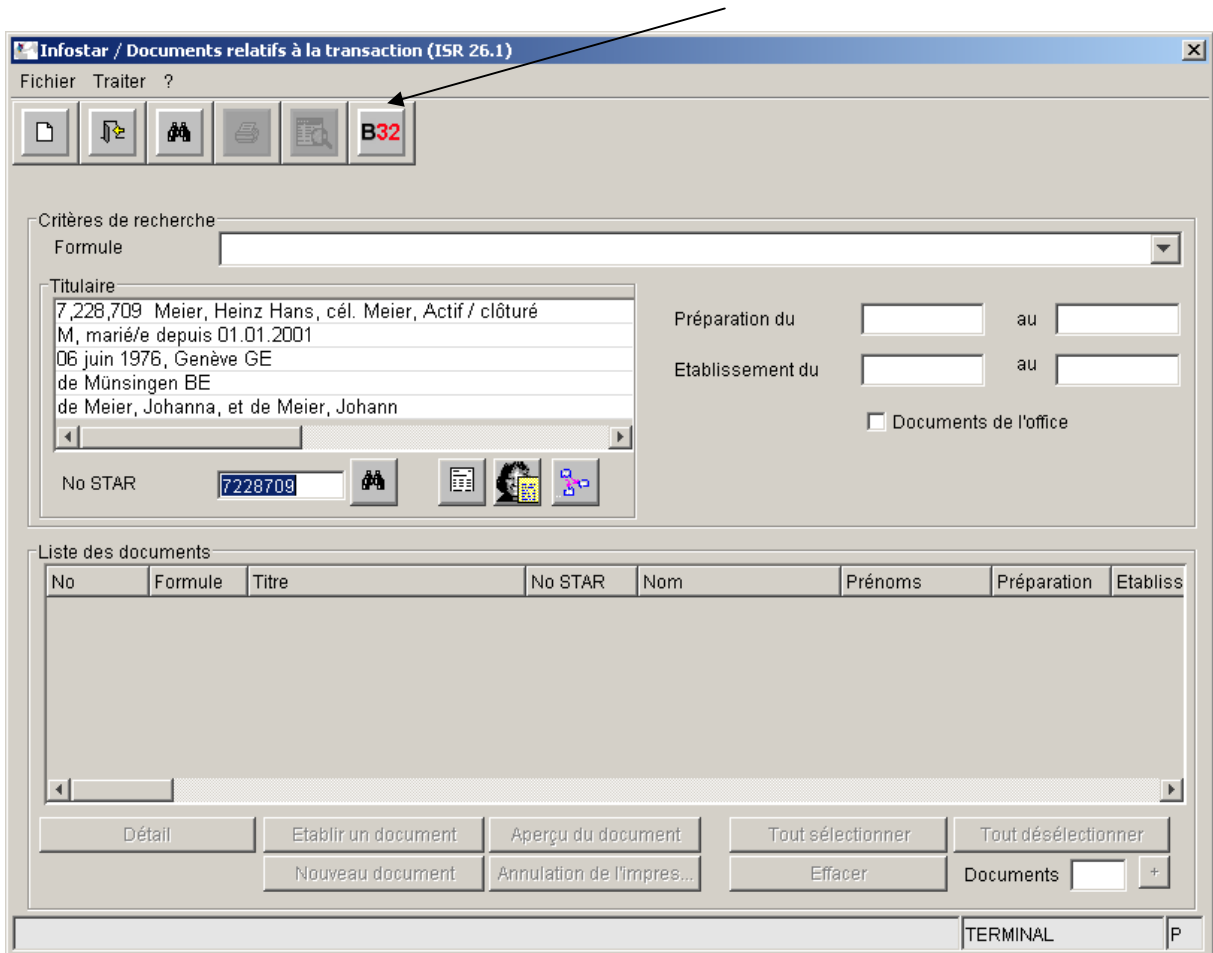 Infostar / Documents relatifs à la transaction (ISR 26.1)
Fichier Traiter ?
B32
Critères de recherche
Formule
Titulaire
7,228,709 Meier, Heinz Hans, cél. Meier, Actif / clôturé
M, marié/e depuis 01.01.2001
06 juin 1976, Genève GE
de Münsingen BE
de Meier, Johanna, et de Meier, Johann
Préparation du au
Etablissement du au
Documents de l'office
No STAR 7228709
Liste des documents
No Formule Titre No STAR Nom Prénoms Préparation Etabliss
Détail Etablir un document Aperçu du document Tout sélectionner Tout désélectionner
Nouveau document Annulation de l'impres... Effacer Documents +
TERMINAL P